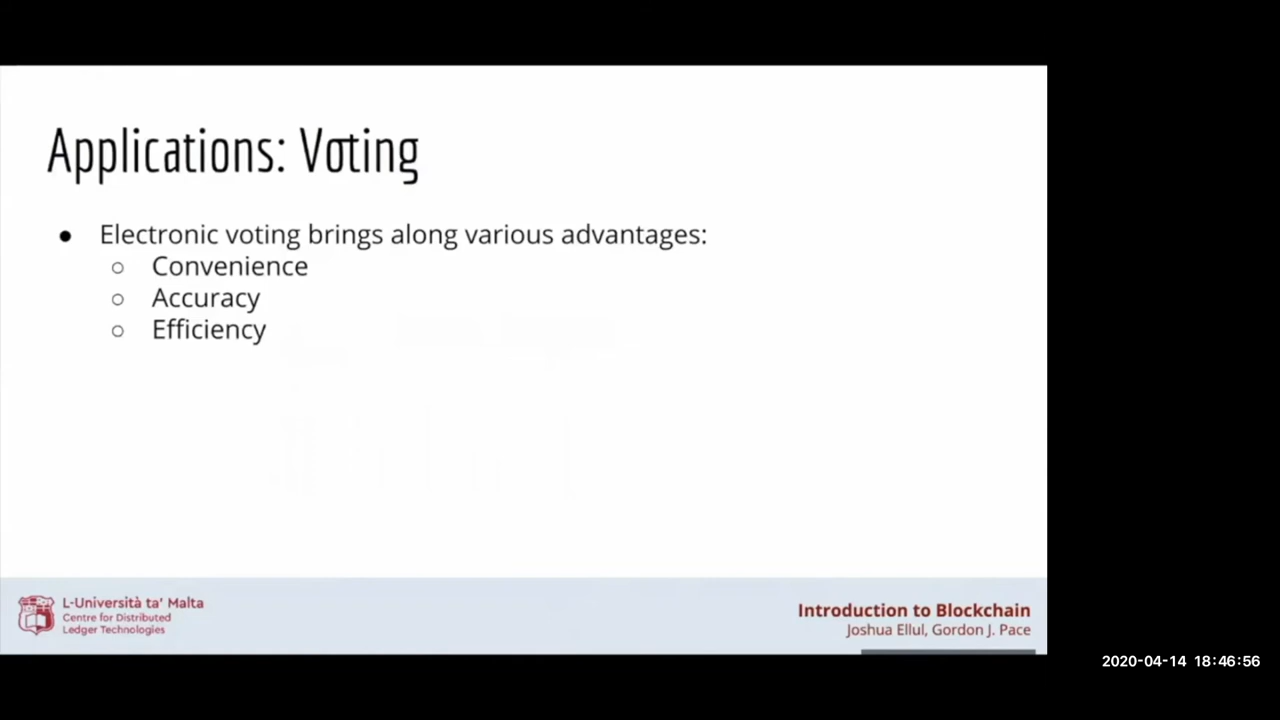 Applications: Voting
● Electronic voting brings along various advantages:
○ Convenience
○ Accuracy
○ Efficiency
L-Università ta' Malta
Centre for Distributed
Ledger Technologies
Introduction to Blockchain
Joshua Ellul, Gordon J. Pace
2020-04-14 18:46:56